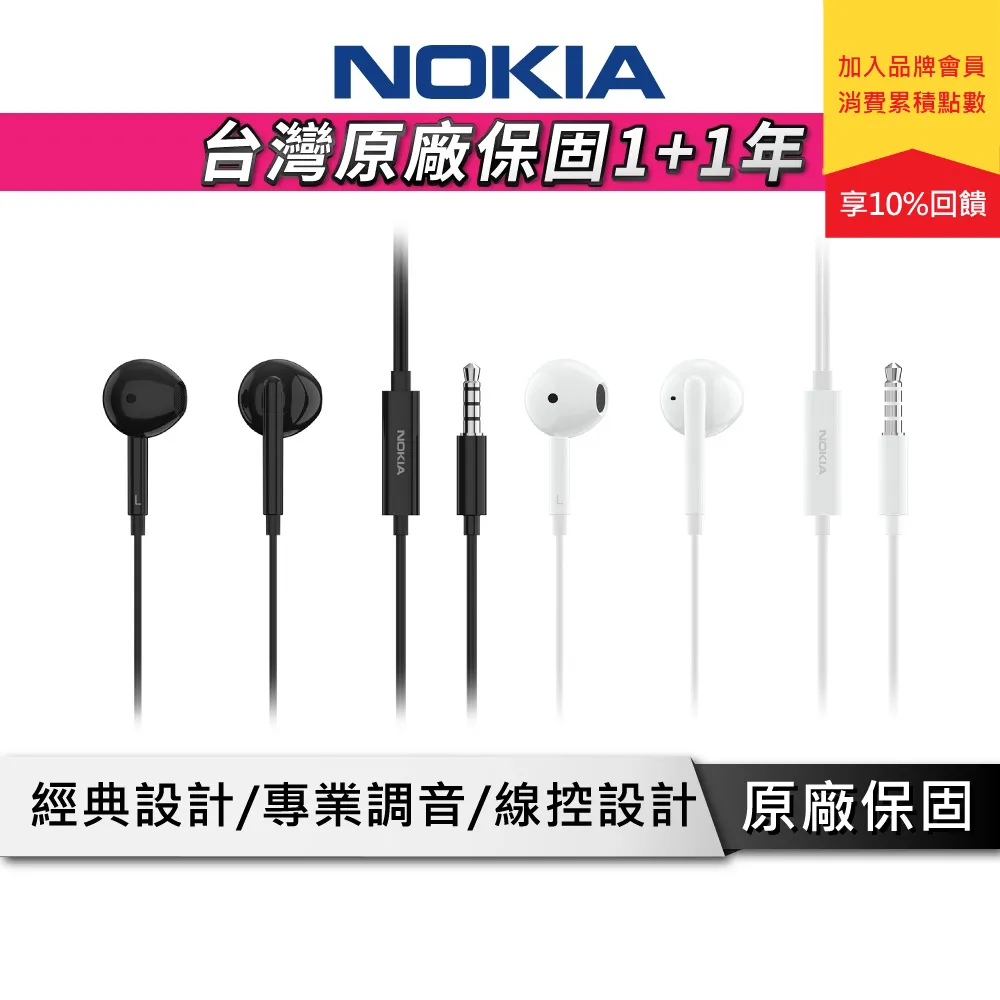 NOKIA
台灣原廠保固1+1年
加入品牌會員
消費累積點數
享10%回饋
L
NOKIA
NOKIA
L
經典設計/專業調音/線控設計
原廠保固